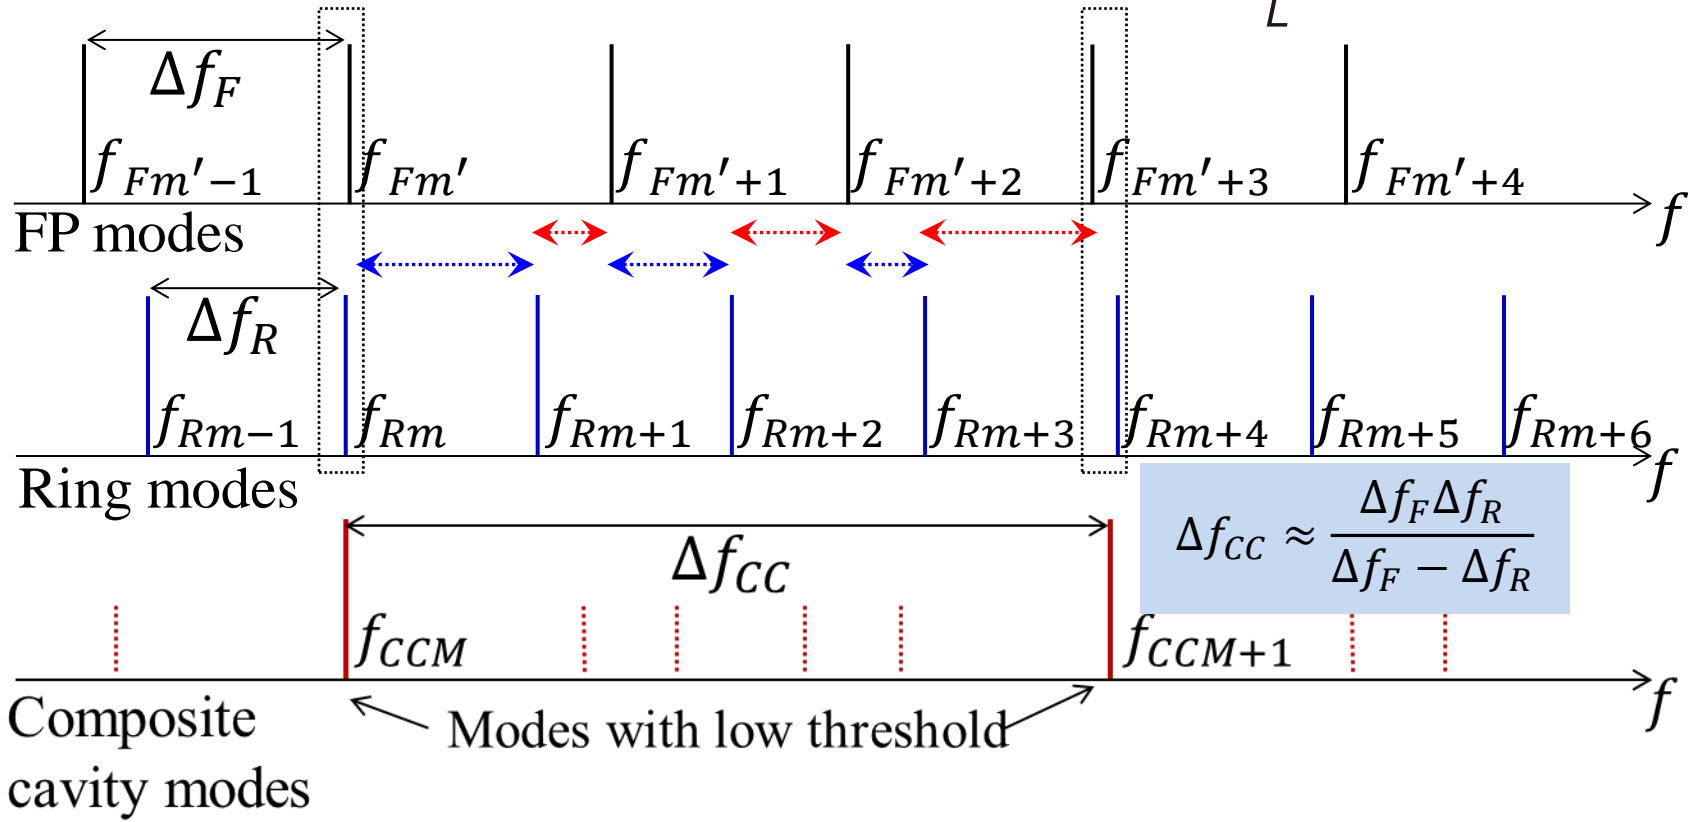 L
Δf_F
f_{Fm′−1} f_{Fm′} f_{Fm′+1} f_{Fm′+2} f_{Fm′+3} f_{Fm′+4}
f
FP modes
Δf_R
f_{Rm−1} f_{Rm} f_{Rm+1} f_{Rm+2} f_{Rm+3} f_{Rm+4} f_{Rm+5} f_{Rm+6}
f
Ring modes
Δf_{CC} ≈ \frac{Δf_F Δf_R}{Δf_F − Δf_R}
Δf_{CC}
f_{CCM} f_{CCM+1}
f
Composite
cavity modes
Modes with low threshold